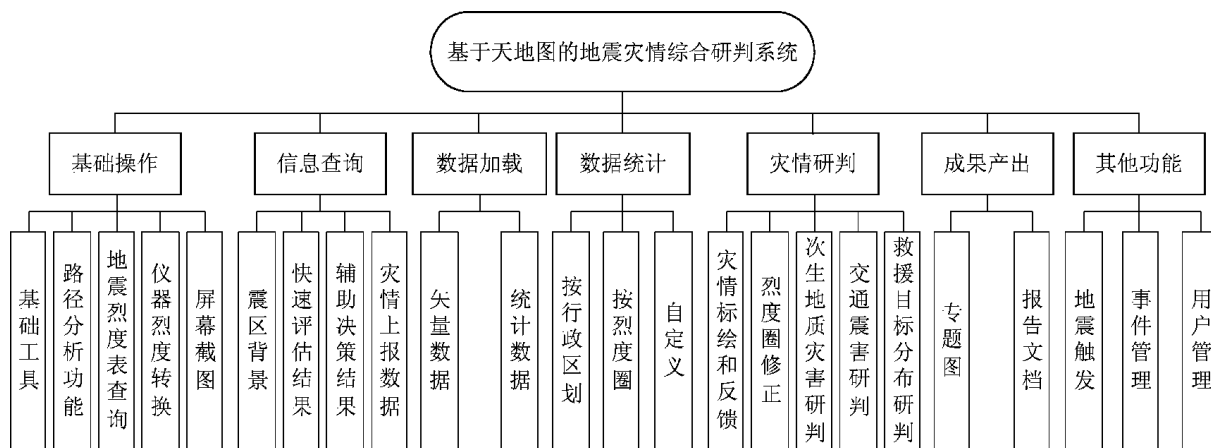 基于天地图的地震灾情综合研判系统
基础操作
信息查询
数据加载
数据统计
灾情研判
成果产出
其他功能
基础工具
路径分析功能
地震烈度表查询
仪器烈度转换
屏幕截图
震区背景
快速评估结果
辅助决策结果
灾情上报数据
矢量数据
统计数据
按行政区划
按烈度圈
自定义
灾情标绘和反馈
烈度圈修正
次生地质灾害研判
交通震害研判
救援目标分布研判
专题图
报告文档
地震触发
事件管理
用户管理